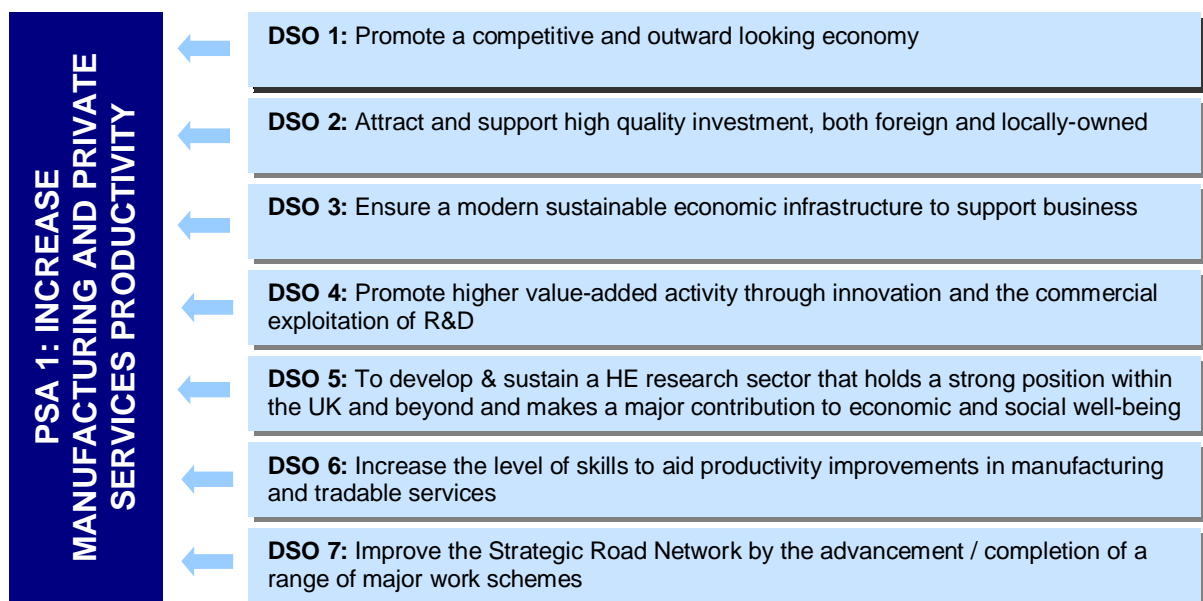 PSA 1: INCREASE
MANUFACTURING AND PRIVATE
SERVICES PRODUCTIVITY
DSO 1: Promote a competitive and outward looking economy
DSO 2: Attract and support high quality investment, both foreign and locally-owned
DSO 3: Ensure a modern sustainable economic infrastructure to support business
DSO 4: Promote higher value-added activity through innovation and the commercial
exploitation of R&D
DSO 5: To develop & sustain a HE research sector that holds a strong position within
the UK and beyond and makes a major contribution to economic and social well-being
DSO 6: Increase the level of skills to aid productivity improvements in manufacturing
and tradable services
DSO 7: Improve the Strategic Road Network by the advancement / completion of a
range of major work schemes